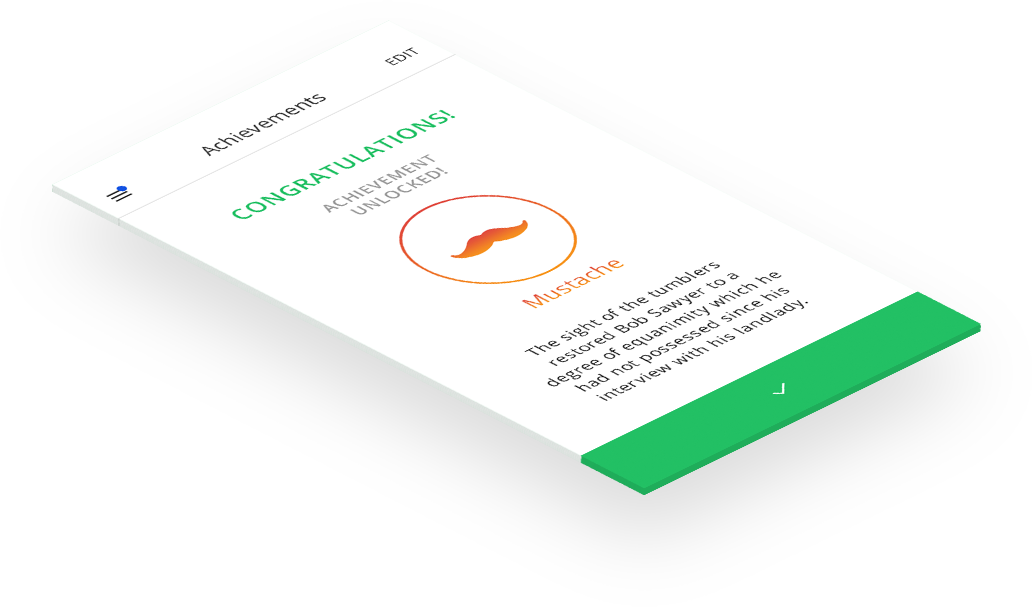 Achievements
EDIT
CONGRATULATIONS!
ACHIEVEMENT
UNLOCKED!
Mustache
The sight of the tumblers
restored Bob Sawyer to a
degree of equanimity which he
had not possessed since his
interview with his landlady.